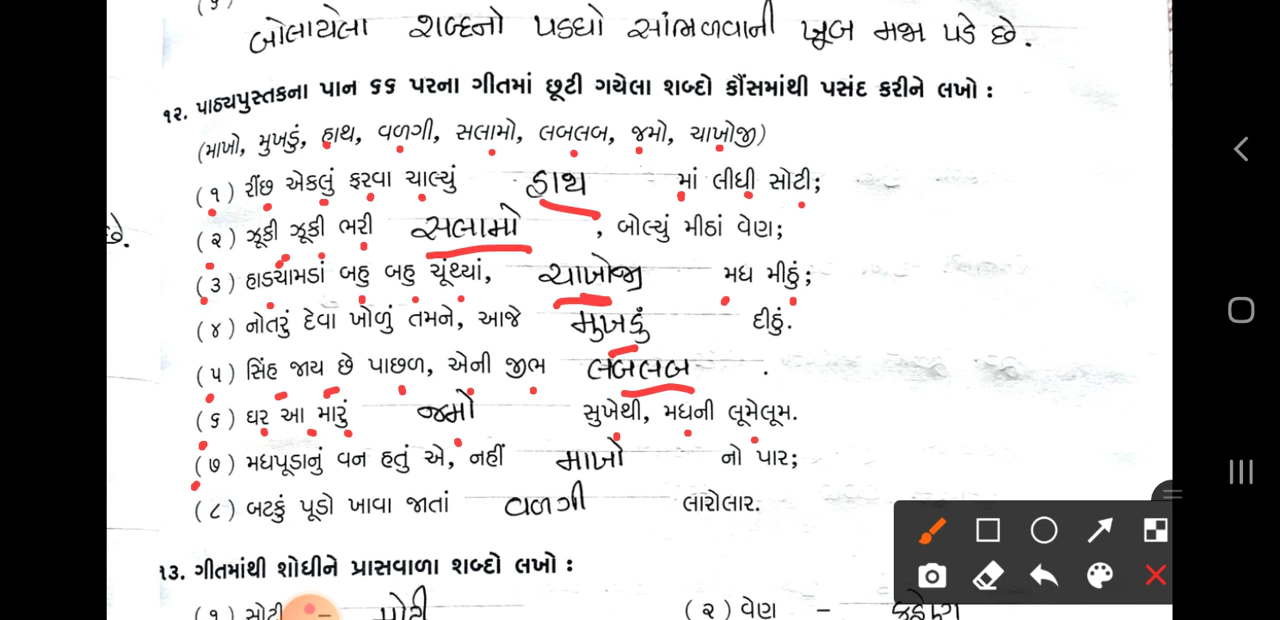 (૭)
બોલાયેલા શબ્દનો પડઘો સાંભળવાની ખૂબ મજા પડે છે.
૧૨. પાઠ્યપુસ્તકના પાન ૬૬ પરના ગીતમાં છૂટી ગયેલા શબ્દો કૌંસમાંથી પસંદ કરીને લખો :
(માખો, મુખડું, હાથ, વળગી, સલામો, લબલબ, જમો, ચાખોજી)
(૧) રીંછ એકલું ફરવા ચાલ્યું હાથ માં લીધી સોટી;
(૨) ઝૂકી ઝૂકી ભરી સલામો , બોલ્યું મીઠાં વેણ;
છે.
(૩) હાડચામડાં બહુ બહુ ચૂંથ્યાં, ચાખોજી મધ મીઠું;
(૪) નોતરું દેવા ખોળું તમને, આજે મુખડું દીઠું.
(૫) સિંહ જાય છે પાછળ, એની જીભ લબલબ .
(૬) ઘર આ મારું જમો સુખેથી, મધની લૂમેલૂમ.
(૭) મધપૂડાનું વન હતું એ, નહીં માખો નો પાર;
(૮) બટકું પૂડો ખાવા જાતાં વળગી લારોલાર.
૧૩. ગીતમાંથી શોધીને પ્રાસવાળા શબ્દો લખો :
(૧) સોટી – મોટી (૨) વેણ – કહેણ